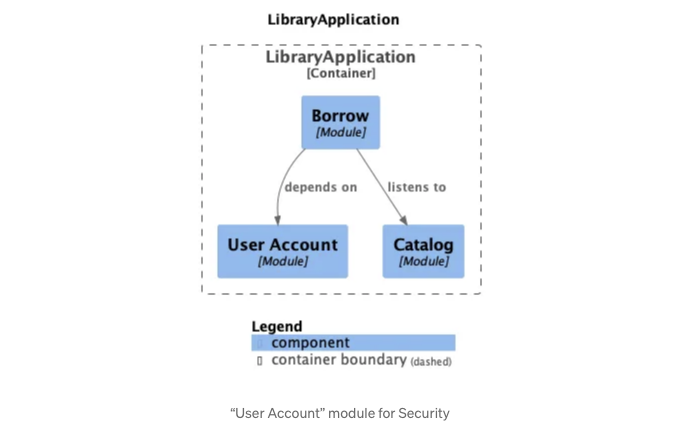 LibraryApplication
LibraryApplication
[Container]
Borrow
[Module]
depends on
listens to
User Account
[Module]
Catalog
[Module]
Legend
component
container boundary (dashed)
“User Account” module for Security